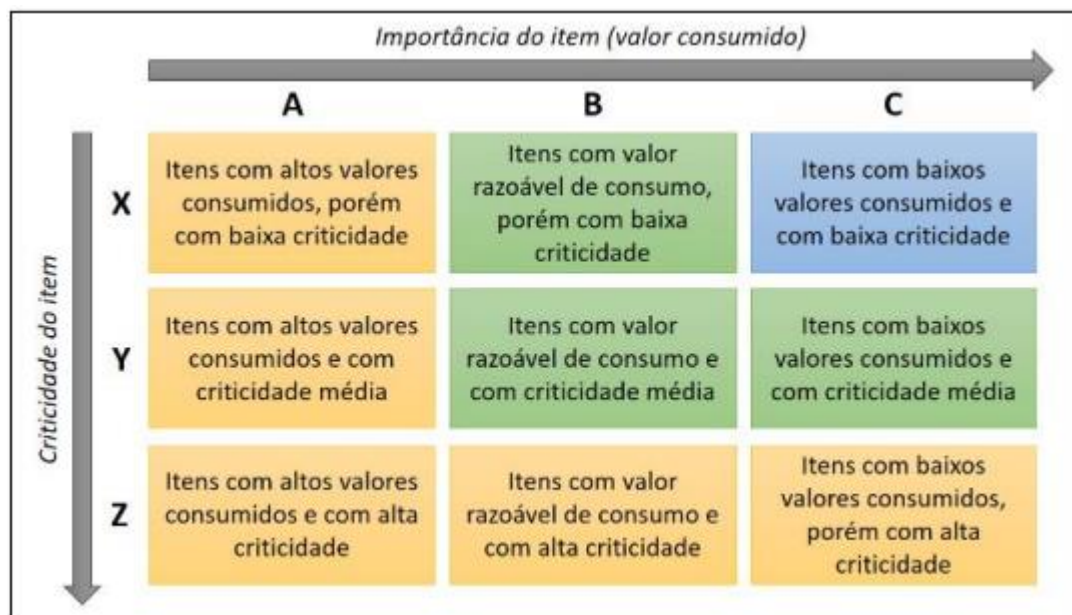 Importância do item (valor consumido)
A
B
C
Criticidade do item
X
Itens com altos valores
consumidos, porém
com baixa criticidade
Itens com valor
razoável de consumo,
porém com baixa
criticidade
Itens com baixos
valores consumidos e
com baixa criticidade
Y
Itens com altos valores
consumidos e com
criticidade média
Itens com valor
razoável de consumo e
com criticidade média
Itens com baixos
valores consumidos e
com criticidade média
Z
Itens com altos valores
consumidos e com alta
criticidade
Itens com valor
razoável de consumo e
com alta criticidade
Itens com baixos
valores consumidos,
porém com alta
criticidade